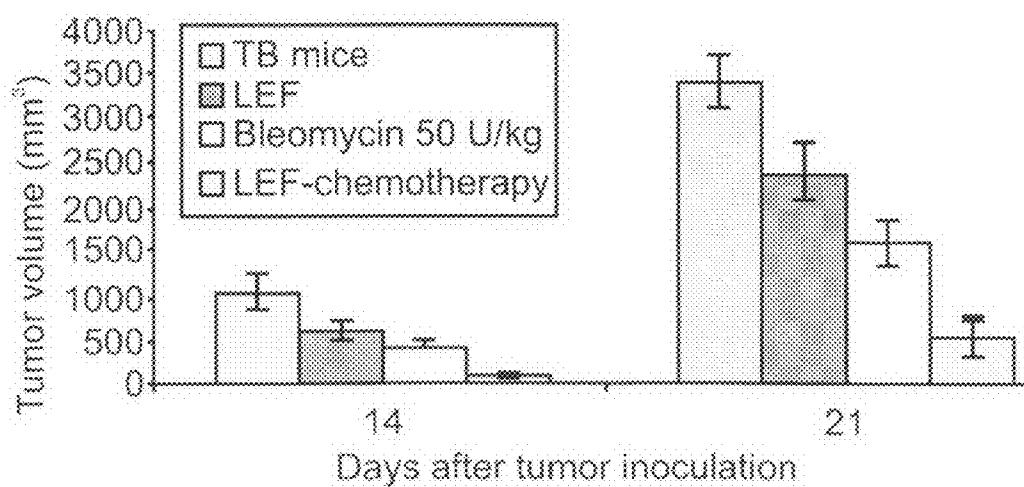 4000
3500
3000
2500
2000
1500
1000
500
0
Tumor volume (mm³)
TB mice
LEF
Bleomycin 50 U/kg
LEF-chemotherapy
14
21
Days after tumor inoculation